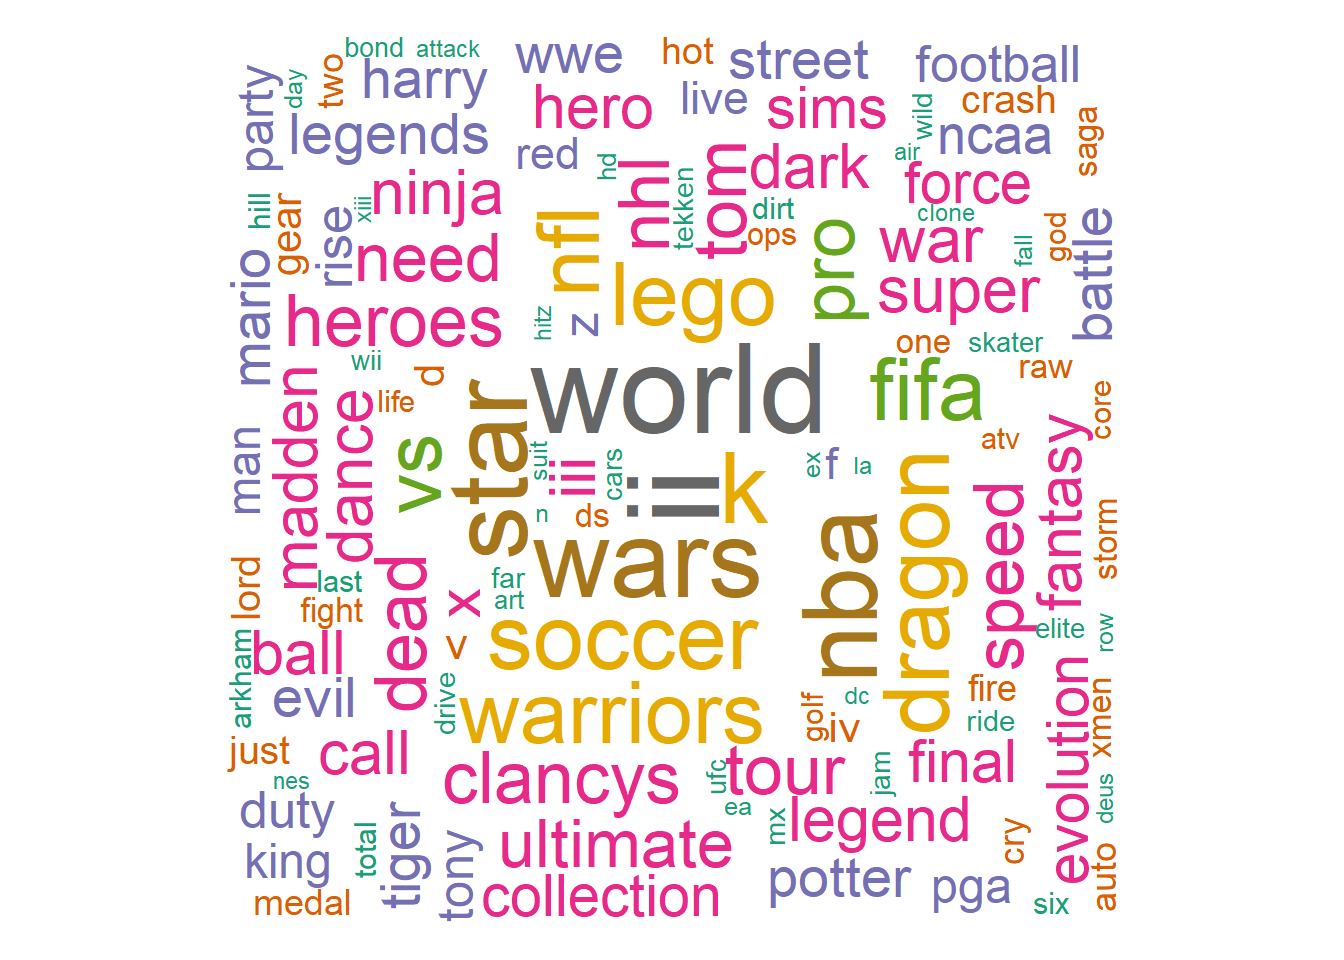 bond
attack
wwe
hot
street
football
party
day
two
harry
hero
live
sims
wild
crash
saga
legends
red
hd
nhl
tom
dark
air
ncaa
hill
gear
xiii
ninja
tekken
dirt
ops
force
clone
god
mario
rise
need
nfl
lego
pro
war
fall
battle
heroes
hitz
z
super
wii
world
one
skater
raw
madden
dance
life
d
star
fifa
core
man
vs
suit
iii
cars
ii
k
ex
f
la
atv
fantasy
n
ds
wars
nba
dragon
speed
storm
lord
last
fight
dead
x
far
art
elite
row
arkham
ball
v
soccer
evil
drive
warriors
golf
dc
iv
fire
ride
evolution
xmen
just
call
clancys
ufc
tour
jam
final
deus
nes
duty
total
tiger
ea
mx
legend
cry
king
tony
ultimate
auto
medal
collection
potter
pga
six